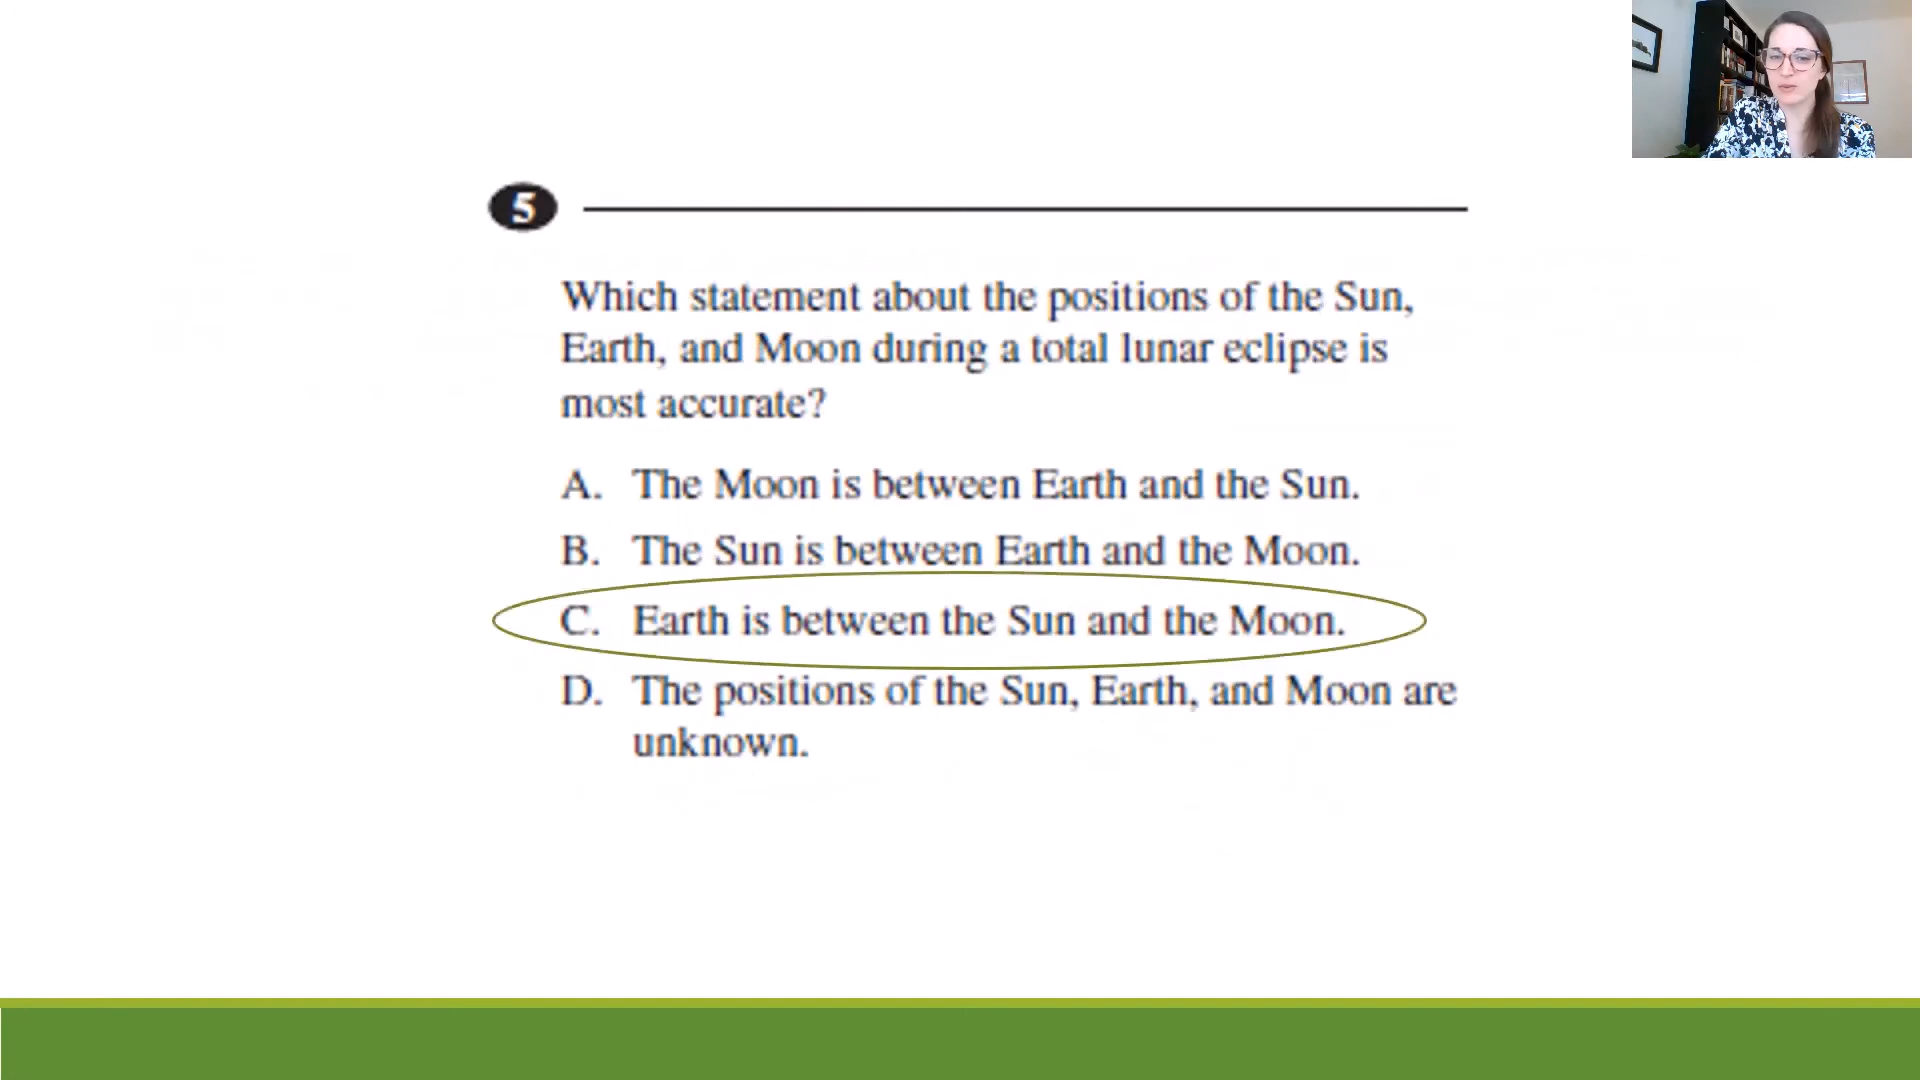 5
Which statement about the positions of the Sun,
Earth, and Moon during a total lunar eclipse is
most accurate?
A. The Moon is between Earth and the Sun.
B. The Sun is between Earth and the Moon.
C. Earth is between the Sun and the Moon.
D. The positions of the Sun, Earth, and Moon are
unknown.